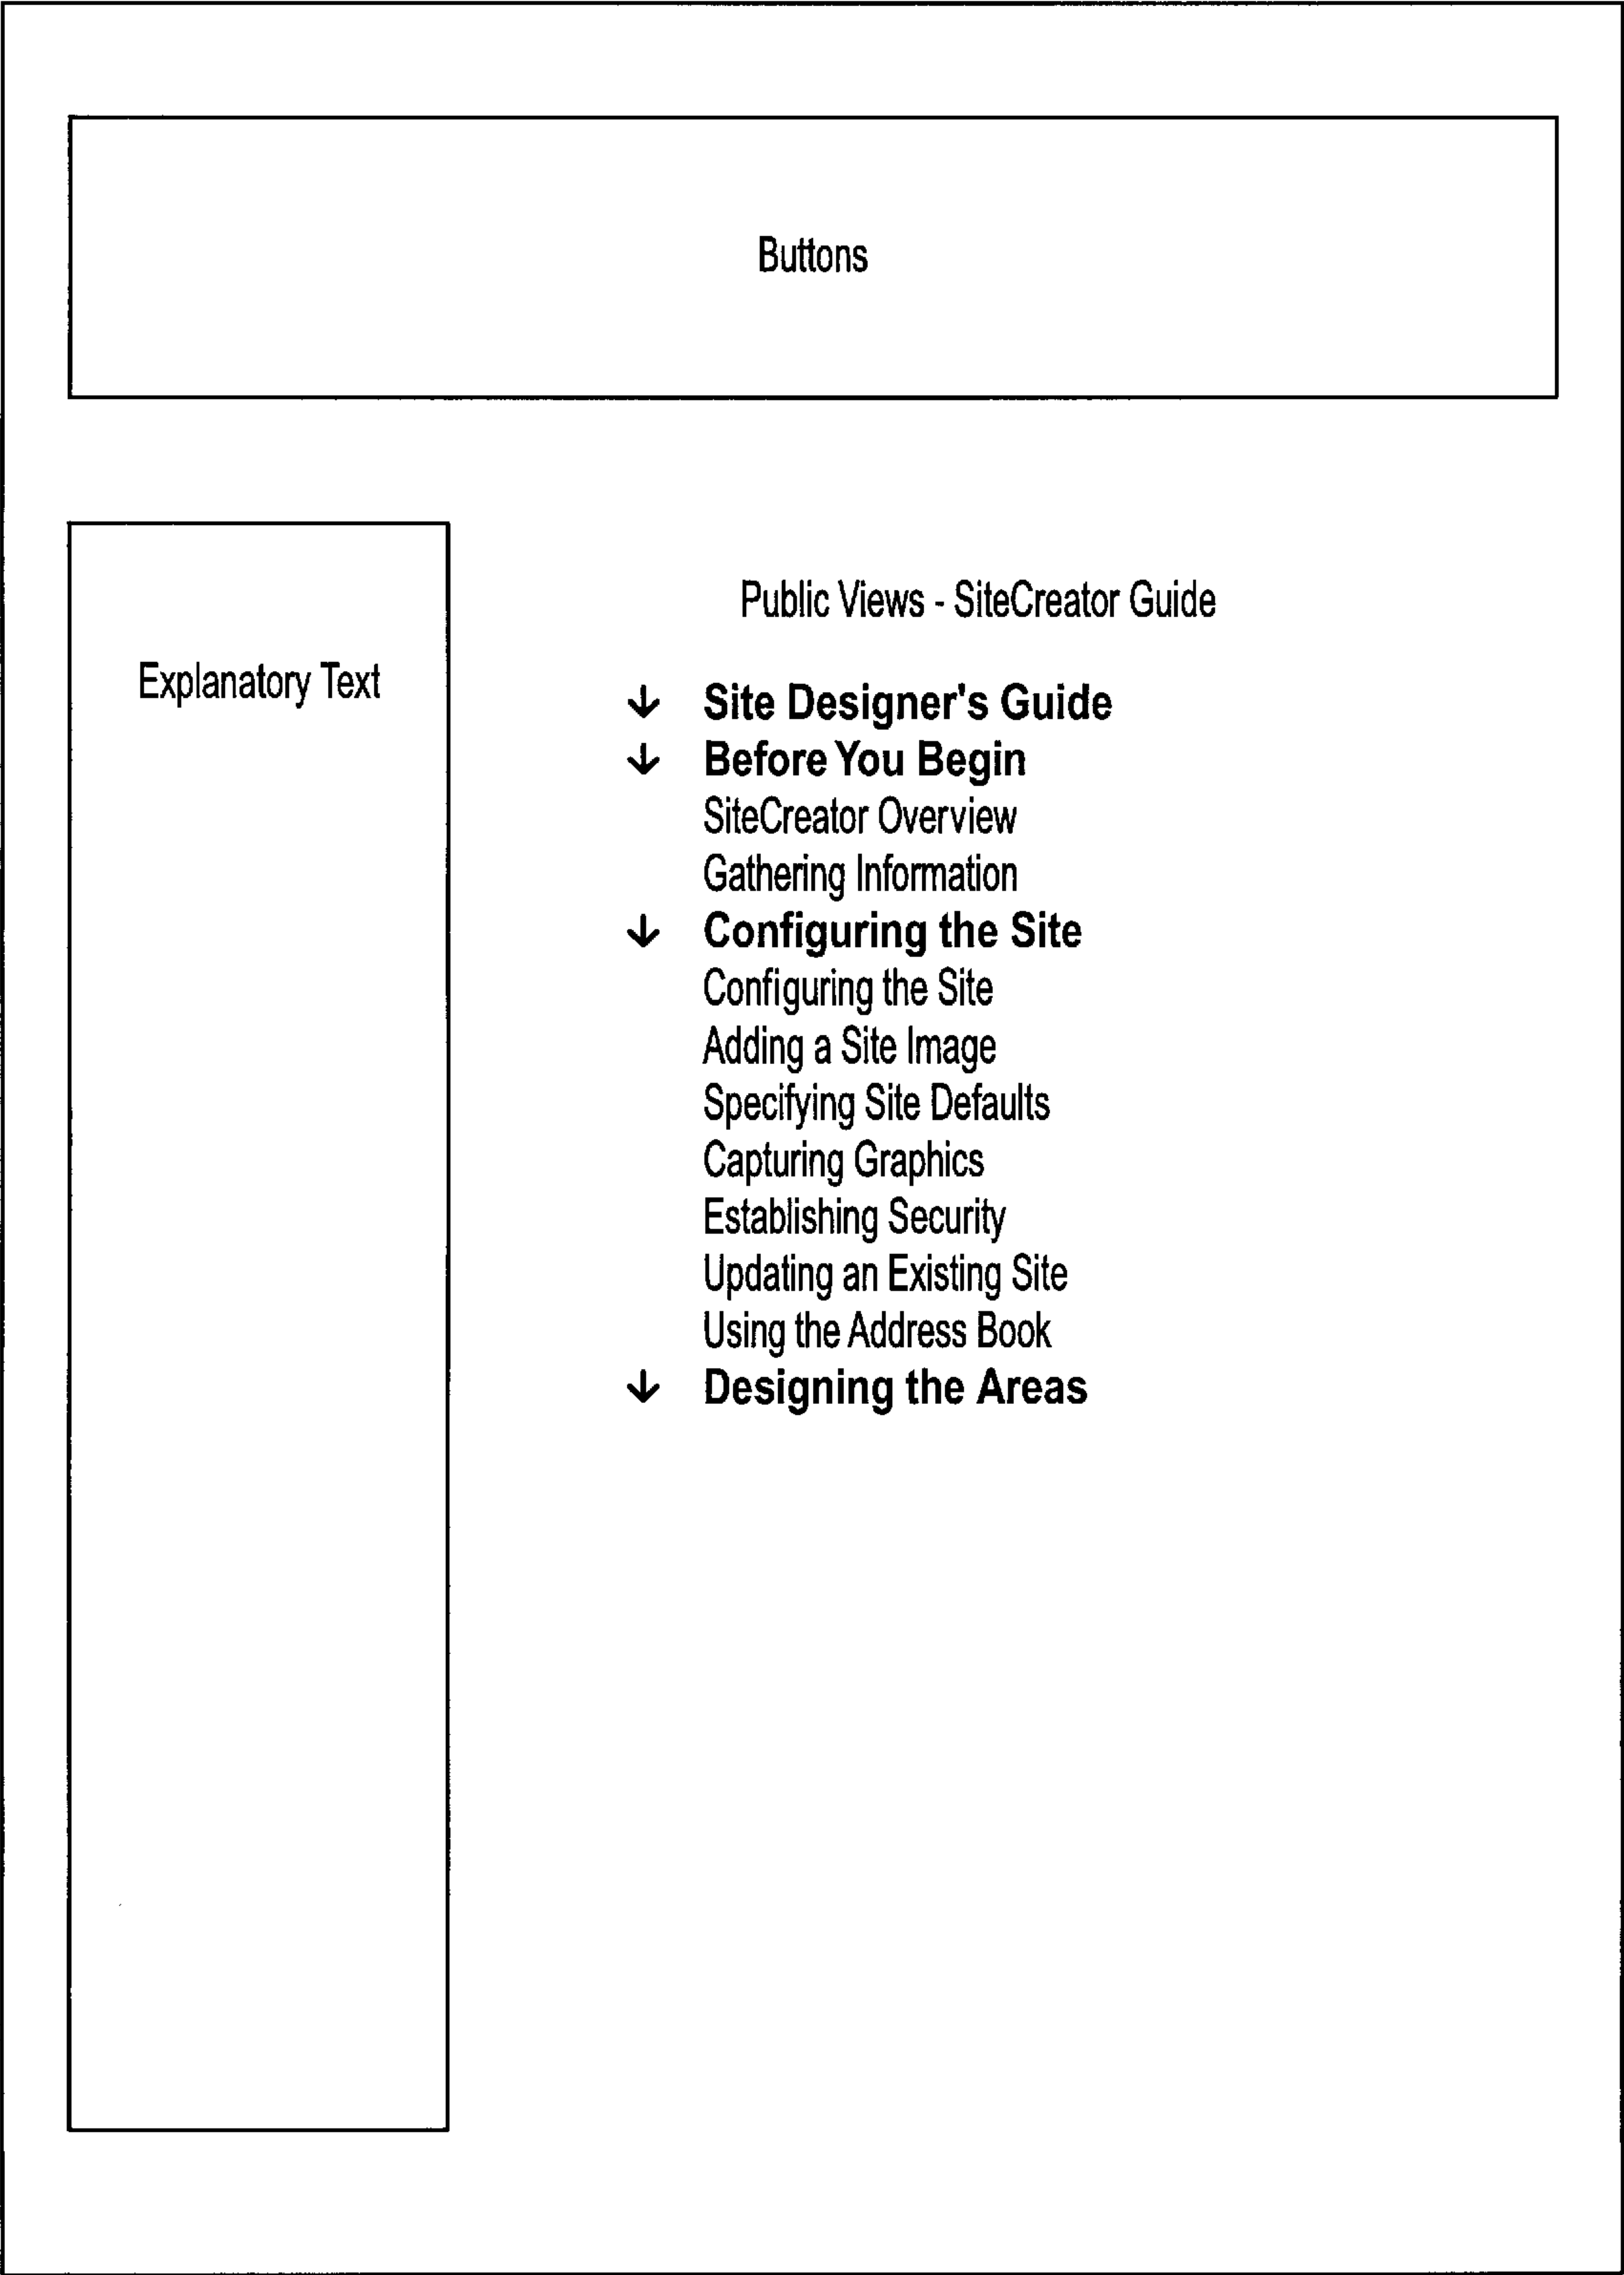 Buttons
Explanatory Text
Public Views - SiteCreator Guide
↓ Site Designer's Guide
↓ Before You Begin
SiteCreator Overview
Gathering Information
↓ Configuring the Site
Configuring the Site
Adding a Site Image
Specifying Site Defaults
Capturing Graphics
Establishing Security
Updating an Existing Site
Using the Address Book
↓ Designing the Areas